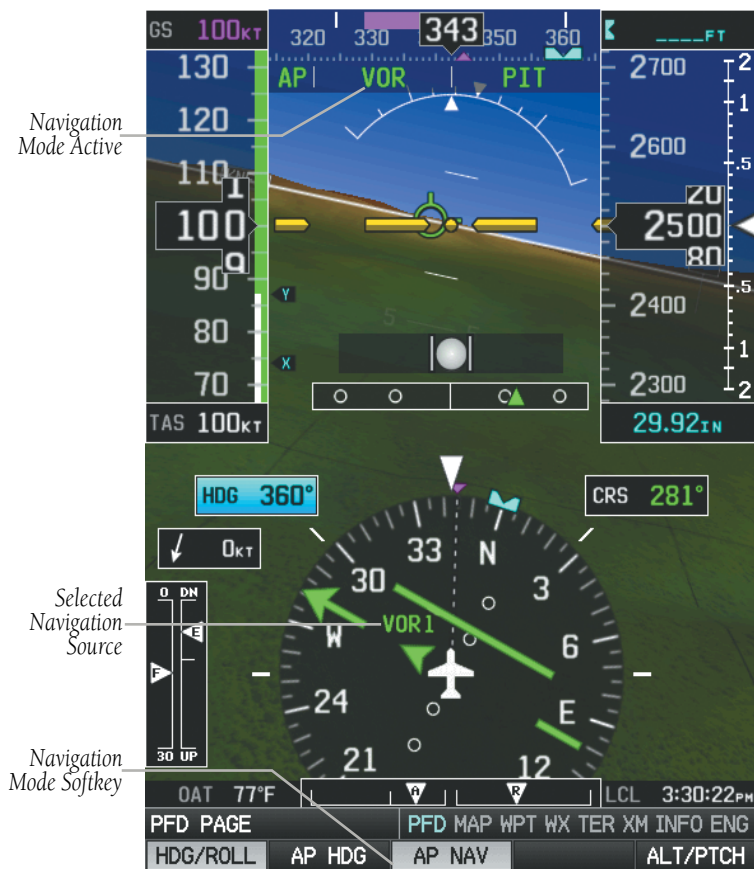 GS 100KT
320 330 343 350 360
____FT
AP VOR PIT
Navigation
Mode Active
130
120
110
1
100
9
90
80
70
TAS 100KT
Y
X
2700
2600
20
2500
80
2400
2300
29.92IN
2
1
.5
.5
1
2
HDG 360°
CRS 281°
0KT
33 N 3 6 E 12 21 24 W 30
VOR1
Selected
Navigation
Source
0 DN
E
F
30 UP
Navigation
Mode Softkey
A
R
OAT 77°F
LCL 3:30:22PM
PFD PAGE
PFD MAP WPT WX TER XM INFO ENG
HDG/ROLL AP HDG AP NAV ALT/PTCH